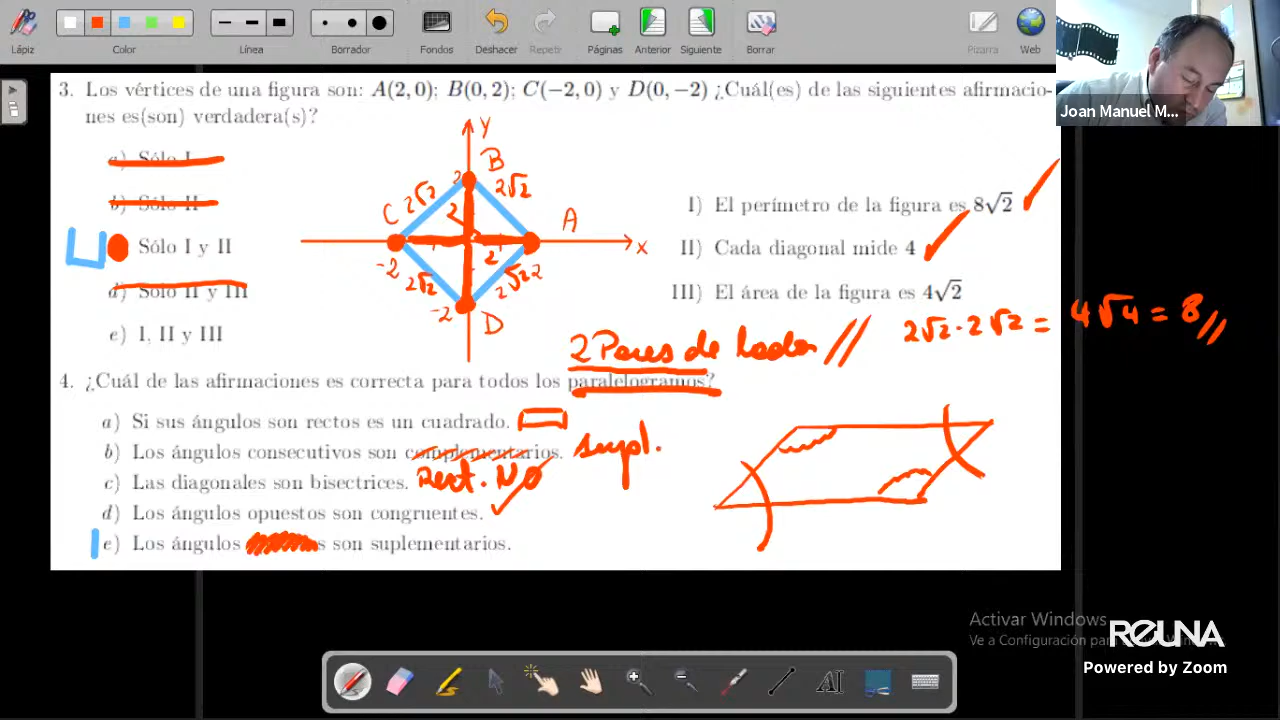 Lápiz Color Línea Borrador Fondos Deshacer Repetir Páginas Anterior Siguiente Borrar Pizarra Web
Joan Manuel M...
3. Los vértices de una figura son: A(2, 0); B(0, 2); C(−2, 0) y D(0, −2) ¿Cuál(es) de las siguientes afirmacio-
nes es(son) verdadera(s)?
a) Sólo I
b) Sólo II
Sólo I y II
d) Sólo II y III
e) I, II y III
Y
B
2
2√2
2√2
C
A
2
2
x
-2
2
2√2
2√2
-2
D
I) El perímetro de la figura es 8√2
II) Cada diagonal mide 4
III) El área de la figura es 4√2
2√2 · 2√2 = 4√4 = 8 //
2 Pares de lados //
4. ¿Cuál de las afirmaciones es correcta para todos los paralelogramos?
a) Si sus ángulos son rectos es un cuadrado.
b) Los ángulos consecutivos son complementarios. supl.
c) Las diagonales son bisectrices. Rect. NO
d) Los ángulos opuestos son congruentes.
e) Los ángulos s son suplementarios.
Activar Windows
Ve a Configuración par
REUNA
Powered by Zoom
AI